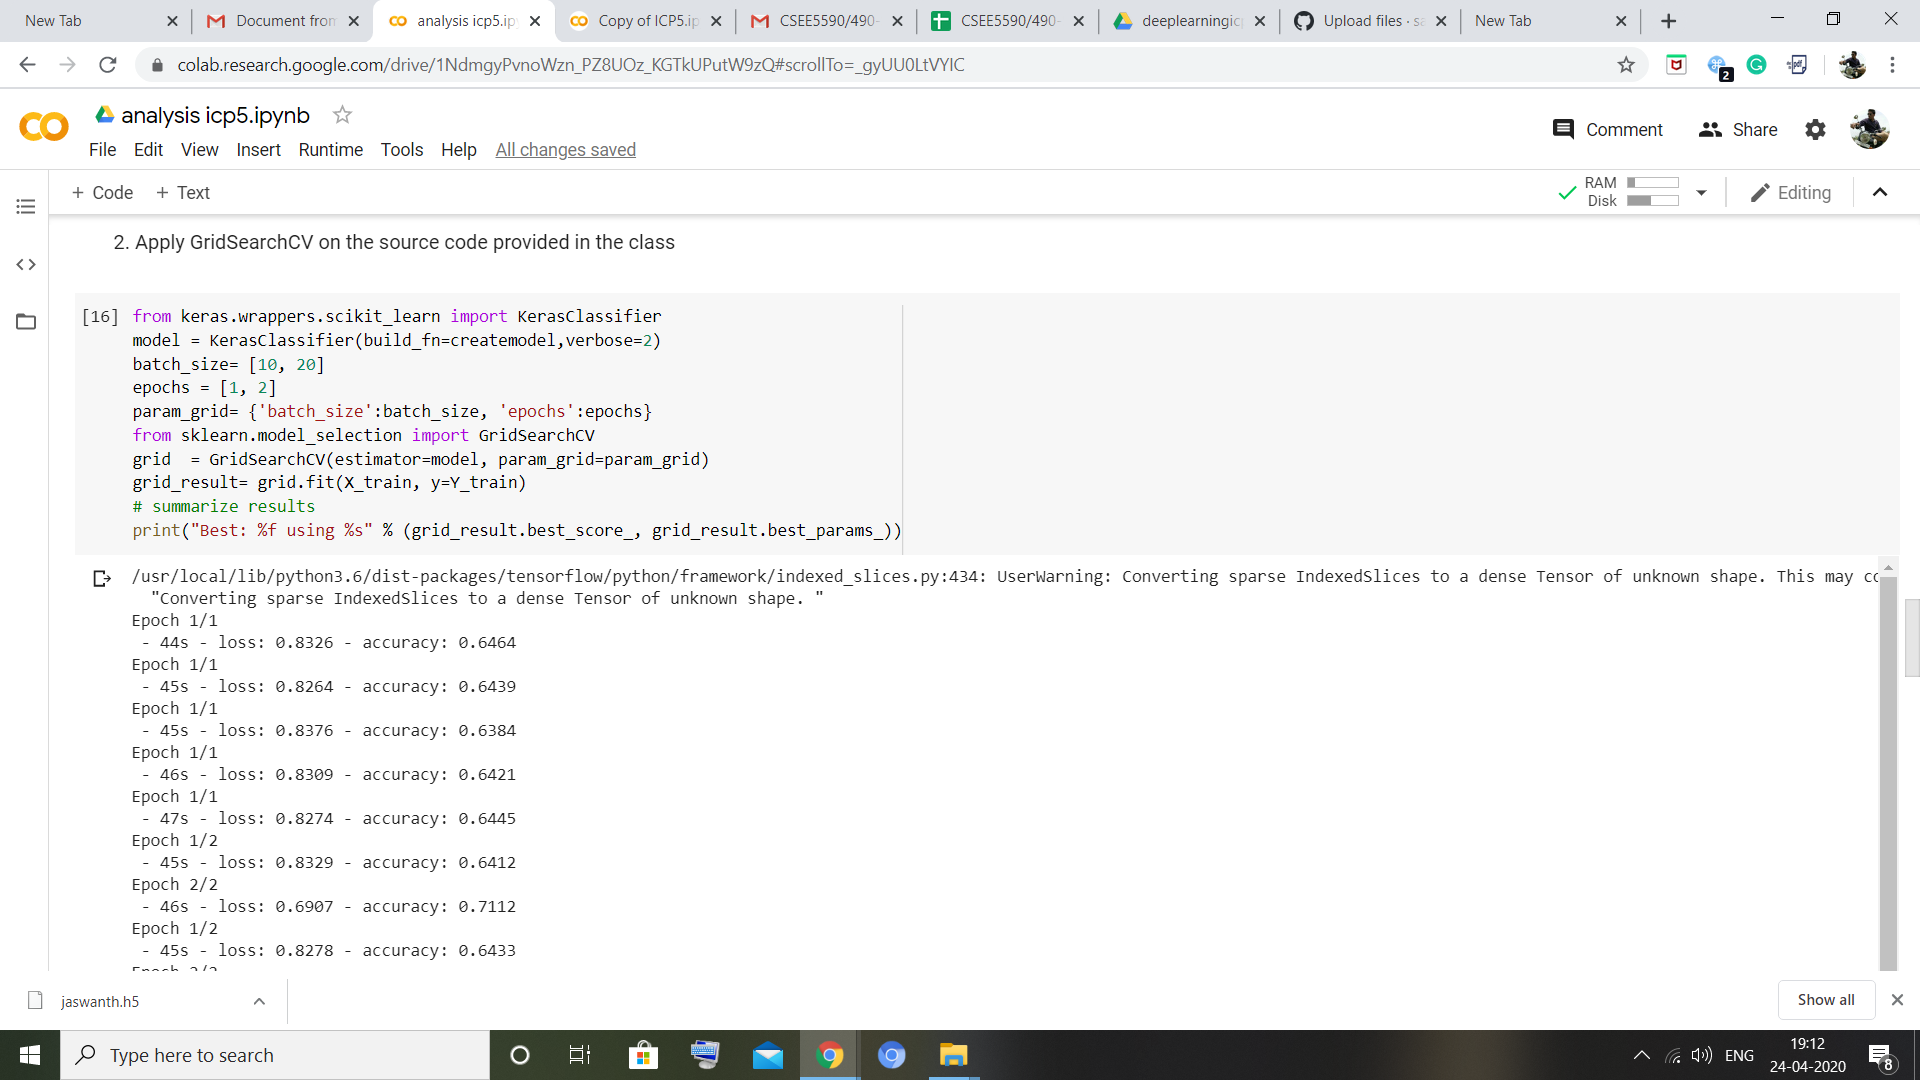 New Tab
Document from
analysis icp5.ip
Copy of ICP5.ip
CSEE5590/490-
CSEE5590/490-
deeplearningic
Upload files · sa
New Tab
colab.research.google.com/drive/1NdmgyPvnoWzn_PZ8UOz_KGTkUPutW9zQ#scrollTo=_gyUU0LtVYIC
2
analysis icp5.ipynb
Comment
Share
File Edit View Insert Runtime Tools Help All changes saved
+ Code + Text
RAM
Disk
Editing
2. Apply GridSearchCV on the source code provided in the class
[16] from keras.wrappers.scikit_learn import KerasClassifier
model = KerasClassifier(build_fn=createmodel,verbose=2)
batch_size= [10, 20]
epochs = [1, 2]
param_grid= {'batch_size':batch_size, 'epochs':epochs}
from sklearn.model_selection import GridSearchCV
grid  = GridSearchCV(estimator=model, param_grid=param_grid)
grid_result= grid.fit(X_train, y=Y_train)
# summarize results
print("Best: %f using %s" % (grid_result.best_score_, grid_result.best_params_))
/usr/local/lib/python3.6/dist-packages/tensorflow/python/framework/indexed_slices.py:434: UserWarning: Converting sparse IndexedSlices to a dense Tensor of unknown shape. This may co
"Converting sparse IndexedSlices to a dense Tensor of unknown shape. "
Epoch 1/1
- 44s - loss: 0.8326 - accuracy: 0.6464
Epoch 1/1
- 45s - loss: 0.8264 - accuracy: 0.6439
Epoch 1/1
- 45s - loss: 0.8376 - accuracy: 0.6384
Epoch 1/1
- 46s - loss: 0.8309 - accuracy: 0.6421
Epoch 1/1
- 47s - loss: 0.8274 - accuracy: 0.6445
Epoch 1/2
- 45s - loss: 0.8329 - accuracy: 0.6412
Epoch 2/2
- 46s - loss: 0.6907 - accuracy: 0.7112
Epoch 1/2
- 45s - loss: 0.8278 - accuracy: 0.6433
Epoch 2/2
jaswanth.h5
Show all
Type here to search
ENG
19:12
24-04-2020
8